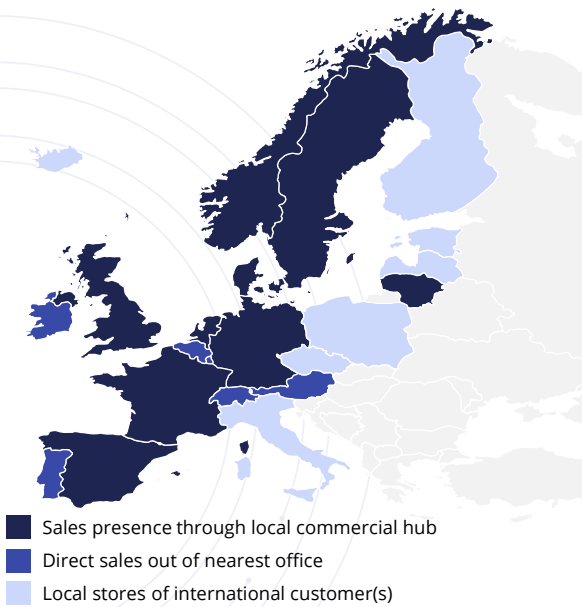 Sales presence through local commercial hub
Direct sales out of nearest office
Local stores of international customer(s)